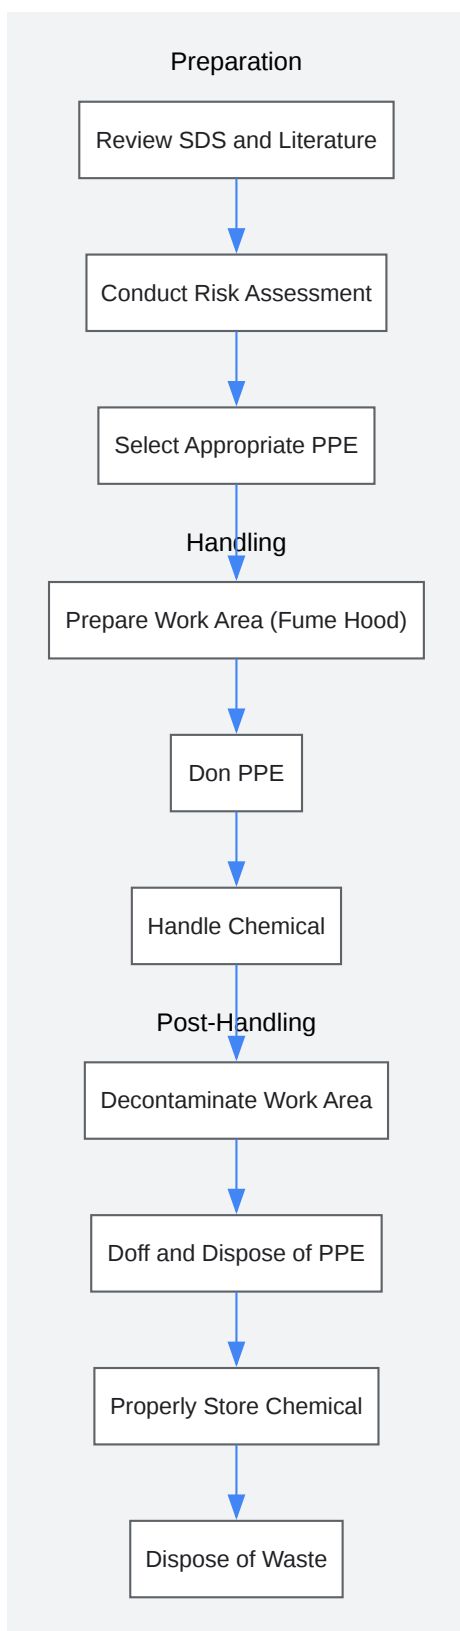 Preparation
Review SDS and Literature
Conduct Risk Assessment
Select Appropriate PPE
Handling
Prepare Work Area (Fume Hood)
Don PPE
Handle Chemical
Post-Handling
Decontaminate Work Area
Doff and Dispose of PPE
Properly Store Chemical
Dispose of Waste